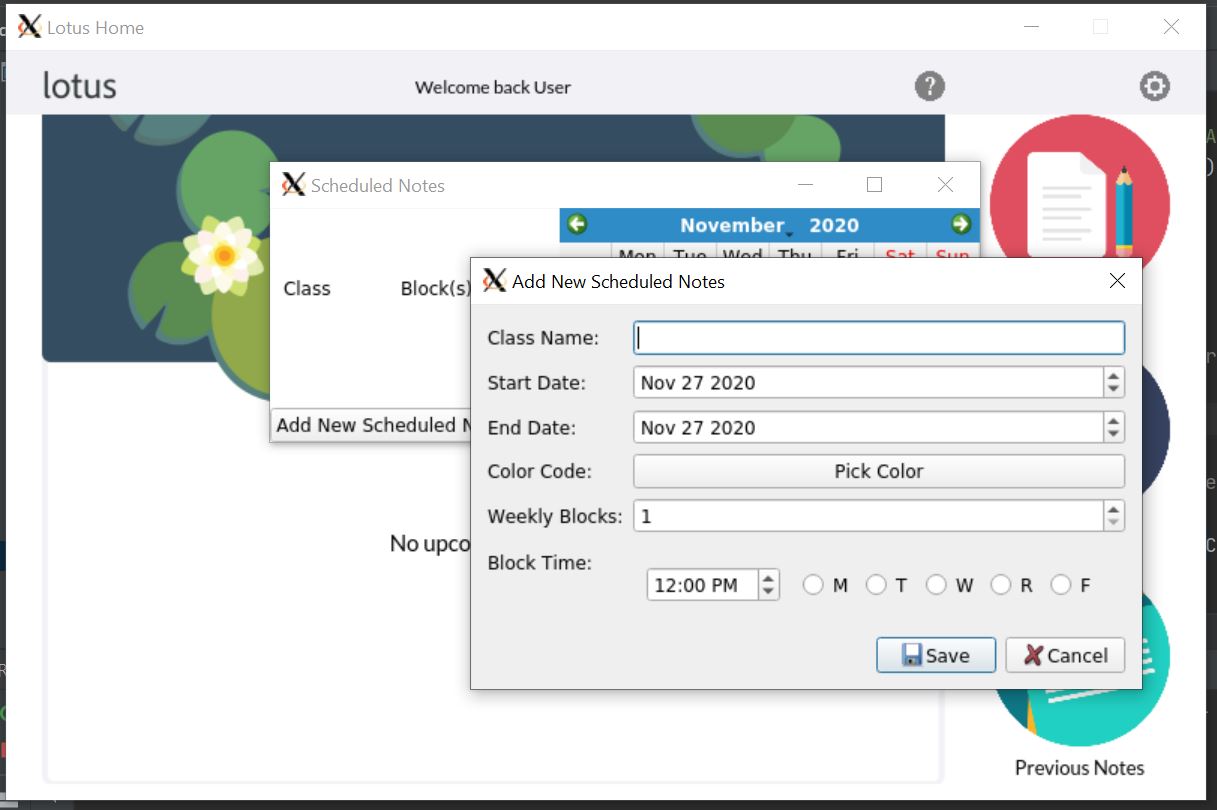 Lotus Home
lotus
Welcome back User
?
Scheduled Notes
November 2020
Mon Tue Wed Thu Fri Sat Sun
Class
Block(s)
Add New Scheduled
No
Add New Scheduled Notes
Class Name:
Start Date: Nov 27 2020
End Date: Nov 27 2020
Color Code: Pick Color
Weekly Blocks: 1
Block Time:
12:00 PM M T W R F
Save Cancel
Previous Notes